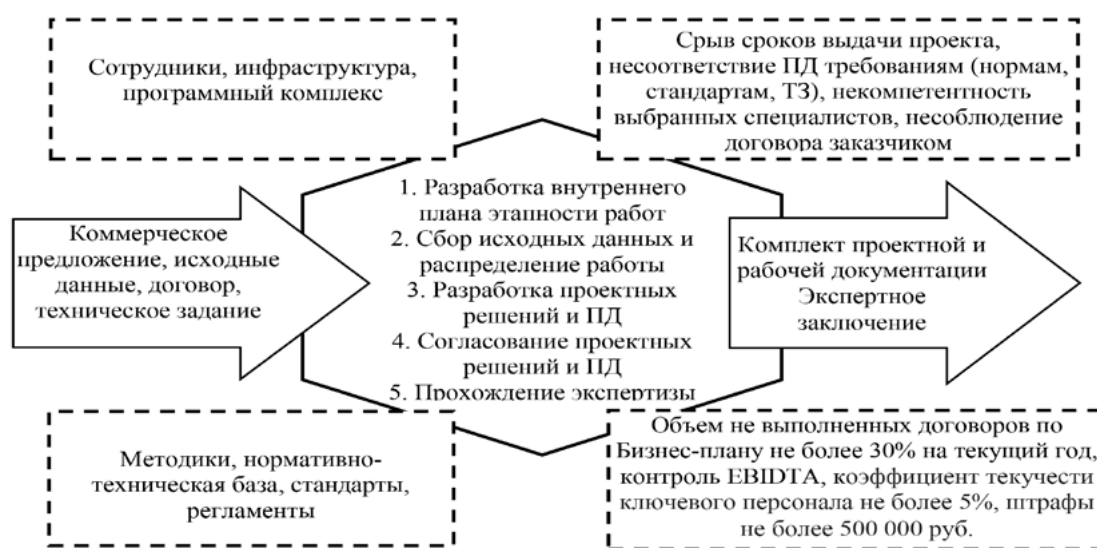 Сотрудники, инфраструктура,
программный комплекс
Срыв сроков выдачи проекта,
несоответствие ПД требованиям (нормам,
стандартам, ТЗ), некомпетентность
выбранных специалистов, несоблюдение
договора заказчиком
Коммерческое
предложение, исходные
данные, договор,
техническое задание
1. Разработка внутреннего
плана этапности работ
2. Сбор исходных данных и
распределение работы
3. Разработка проектных
решений и ПД
4. Согласование проектных
решений и ПД
5. Прохождение экспертизы
Комплект проектной и
рабочей документации
Экспертное
заключение
Методики, нормативно-
техническая база, стандарты,
регламенты
Объем не выполненных договоров по
Бизнес-плану не более 30% на текущий год,
контроль EBIDTA, коэффициент текучести
ключевого персонала не более 5%, штрафы
не более 500 000 руб.